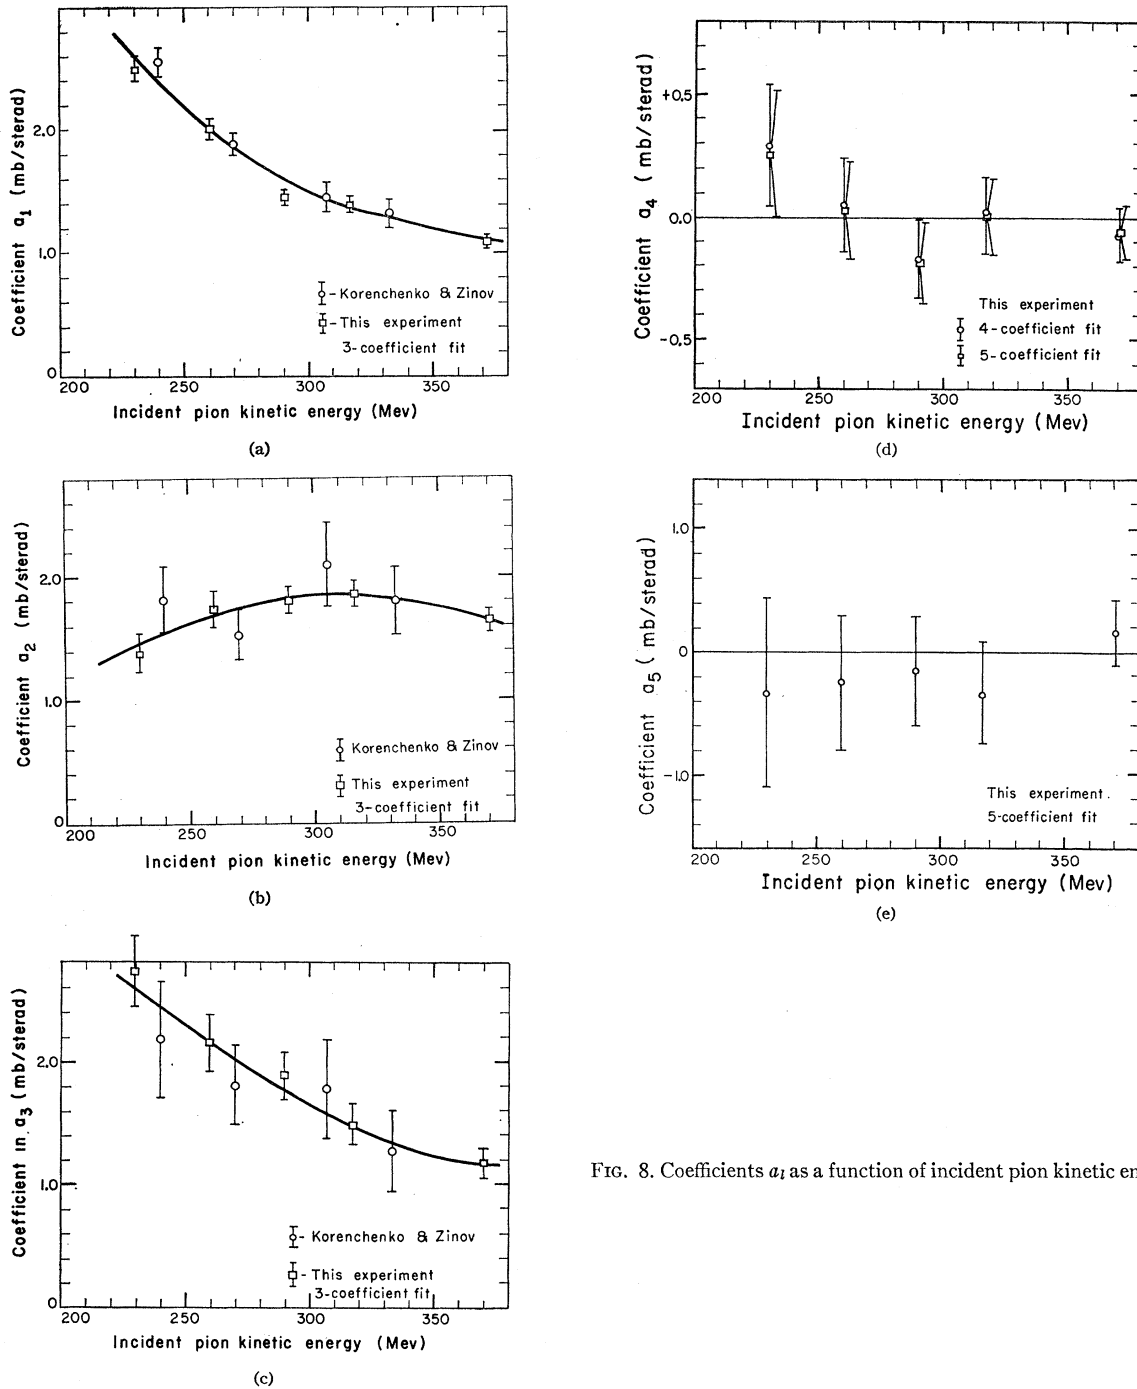 Coefficient a1 (mb/sterad)
2.0
1.0
0
Korenchenko & Zinov
This experiment
3-coefficient fit
200 250 300 350
Incident pion kinetic energy (Mev)
(a)
Coefficient a2 (mb/sterad)
2.0
1.0
0
Korenchenko & Zinov
This experiment
3-coefficient fit
200 250 300 350
Incident pion kinetic energy (Mev)
(b)
Coefficient in a3 (mb/sterad)
2.0
1.0
0
Korenchenko & Zinov
This experiment
3-coefficient fit
200 250 300 350
Incident pion kinetic energy (Mev)
(c)
Coefficient a4 (mb/sterad)
+0.5
0.0
-0.5
This experiment
4-coefficient fit
5-coefficient fit
200 250 300 350
Incident pion kinetic energy (Mev)
(d)
Coefficient a5 (mb/sterad)
1.0
0
-1.0
This experiment.
5-coefficient fit
200 250 300 350
Incident pion kinetic energy (Mev)
(e)
FIG. 8. Coefficients al as a function of incident pion kinetic en